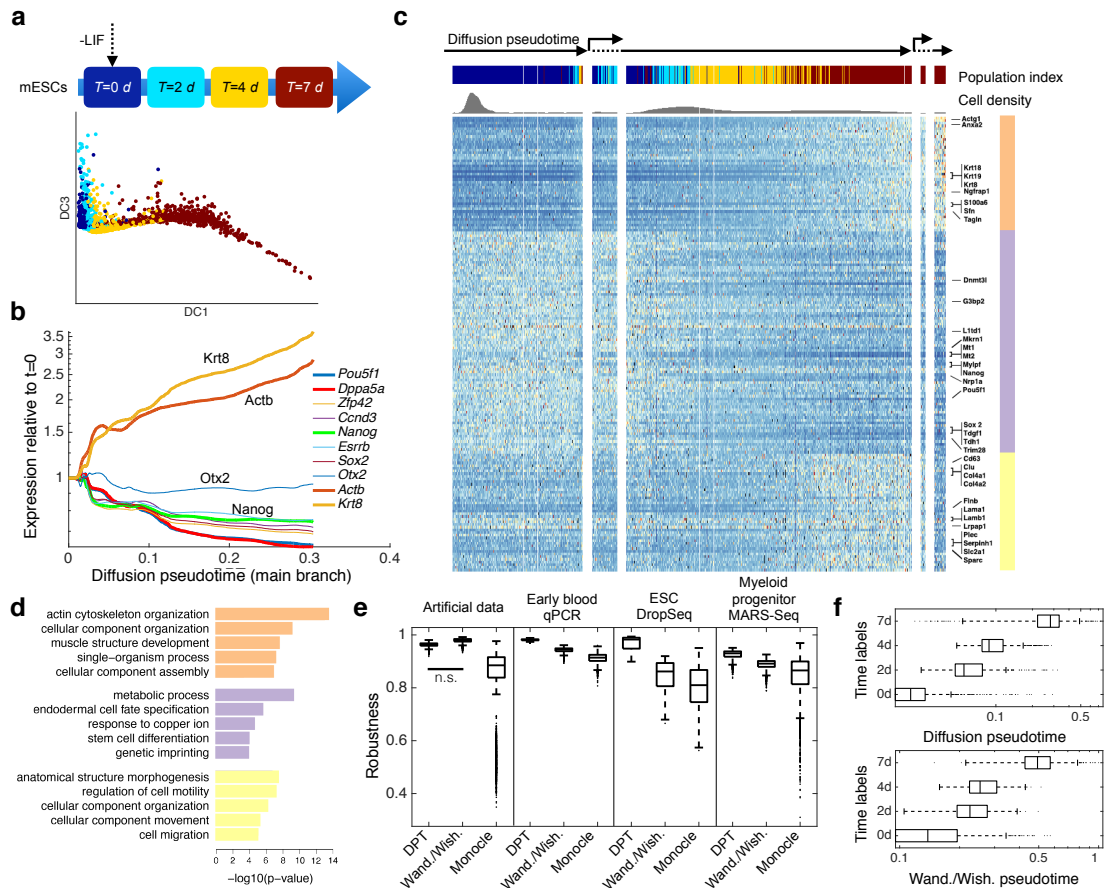 a
-LIF
mESCs
T=0 d
T=2 d
T=4 d
T=7 d
DC3
DC1
b
Expression relative to t=0
3.5
3
2.5
2
1.5
1
0
0.1
0.2
0.3
0.4
Diffusion pseudotime (main branch)
Krt8
Actb
Otx2
Nanog
Pou5f1
Dppa5a
Zfp42
Ccnd3
Nanog
Esrrb
Sox2
Otx2
Actb
Krt8
c
Diffusion pseudotime
Population index
Cell density
Actg1
Anxa2
Krt18
Krt19
Krt8
Ngfrap1
S100a6
Sfn
Tagln
Dnmt3l
G3bp2
L1td1
Mkrn1
Mt1
Mt2
Mylpf
Nanog
Nrp1a
Pou5f1
Sox 2
Tdgf1
Tdh1
Trim28
Cd63
Clu
Col4a1
Col4a2
Flnb
Lama1
Lamb1
Lrpap1
Plec
Serpinh1
Slc2a1
Sparc
d
actin cytoskeleton organization
cellular component organization
muscle structure development
single-organism process
cellular component assembly
metabolic process
endodermal cell fate specification
response to copper ion
stem cell differentiation
genetic imprinting
anatomical structure morphogenesis
regulation of cell motility
cellular component organization
cellular component movement
cell migration
0 2 4 6 8 10 12 14
-log10(p-value)
e
Artificial data
Early blood
qPCR
ESC
DropSeq
Myeloid
progenitor
MARS-Seq
Robustness
1
0.8
0.6
0.4
n.s.
DPT
Wand./Wish.
Monocle
DPT
Wand./Wish.
Monocle
DPT
Wand./Wish.
Monocle
DPT
Wand./Wish.
Monocle
f
Time labels
7d
4d
2d
0d
0.1
0.5
Diffusion pseudotime
Time labels
7d
4d
2d
0d
0.1
0.5
1
Wand./Wish. pseudotime